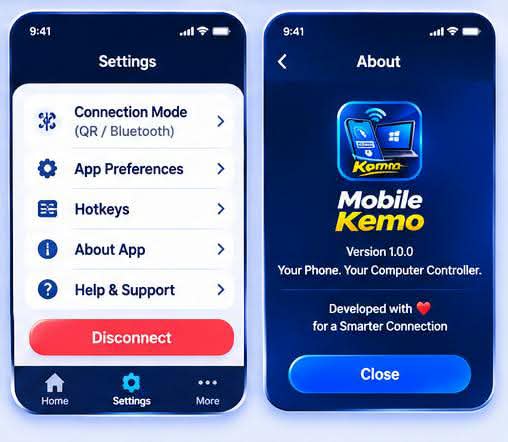 9:41
Settings
Connection Mode
(QR / Bluetooth)
App Preferences
Hotkeys
About App
Help & Support
Disconnect
Home
Settings
More
9:41
About
Kemo
Mobile
Kemo
Version 1.0.0
Your Phone. Your Computer Controller.
Developed with ❤️
for a Smarter Connection
Close